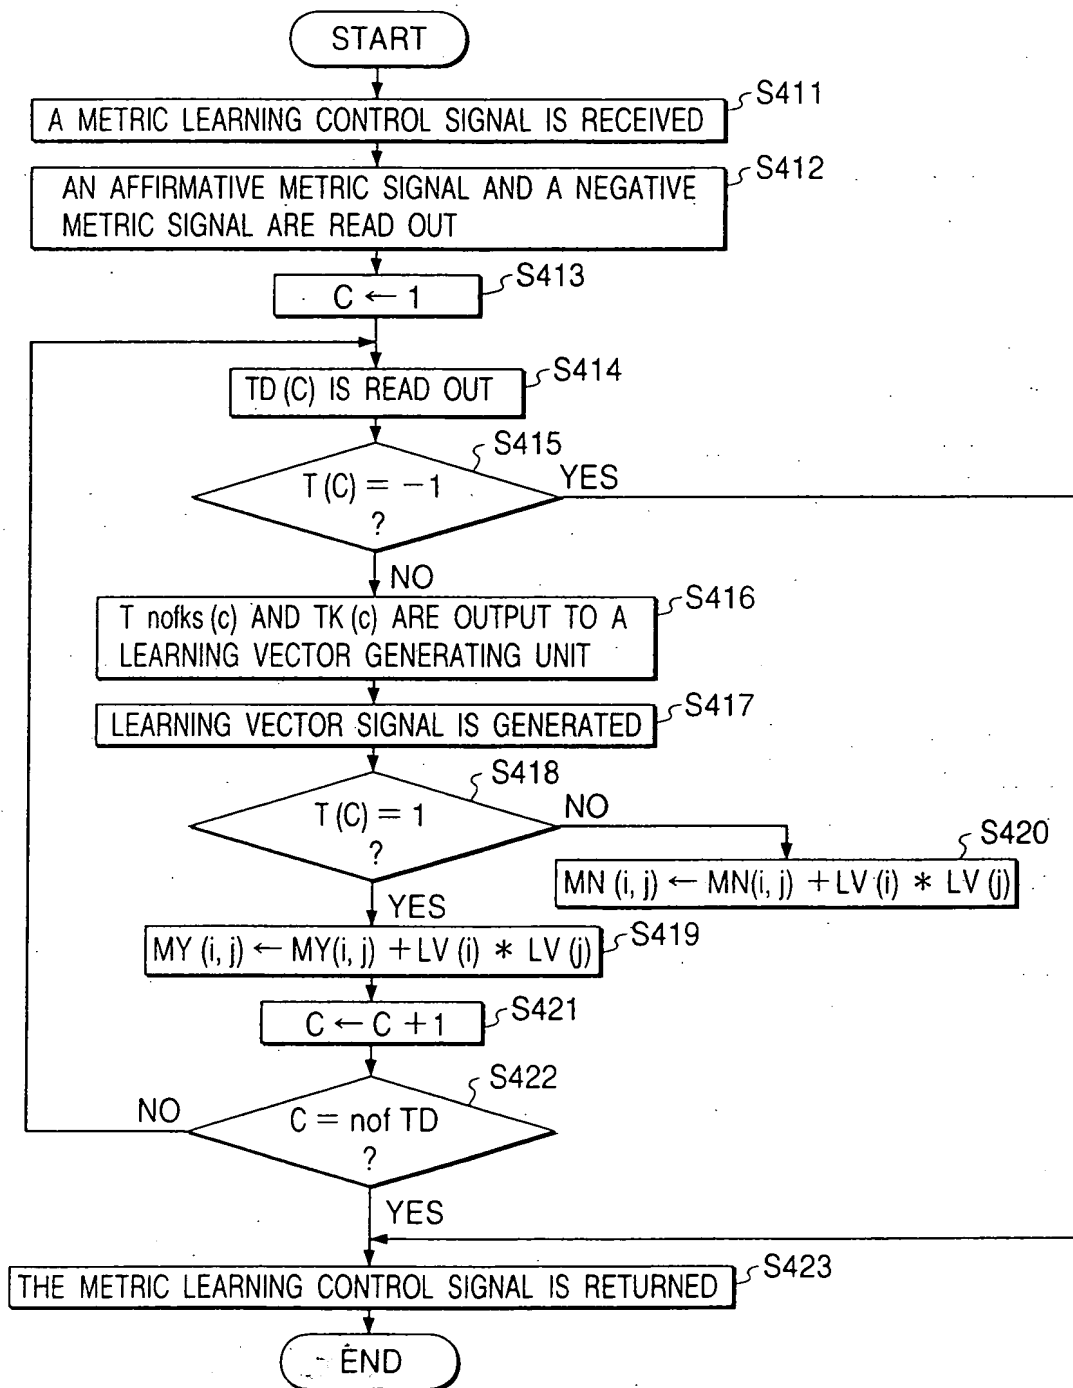 START
A METRIC LEARNING CONTROL SIGNAL IS RECEIVED
S411
AN AFFIRMATIVE METRIC SIGNAL AND A NEGATIVE
METRIC SIGNAL ARE READ OUT
S412
C ← 1
S413
TD (C) IS READ OUT
S414
T (C) = −1
?
S415
YES
NO
T nofks (c) AND TK (c) ARE OUTPUT TO A
LEARNING VECTOR GENERATING UNIT
S416
LEARNING VECTOR SIGNAL IS GENERATED
S417
T (C) = 1
?
S418
NO
YES
MN (i, j) ← MN(i, j) + LV (i) * LV (j)
S420
MY (i, j) ← MY(i, j) + LV (i) * LV (j)
S419
C ← C + 1
S421
C = nof TD
?
S422
NO
YES
THE METRIC LEARNING CONTROL SIGNAL IS RETURNED
S423
END